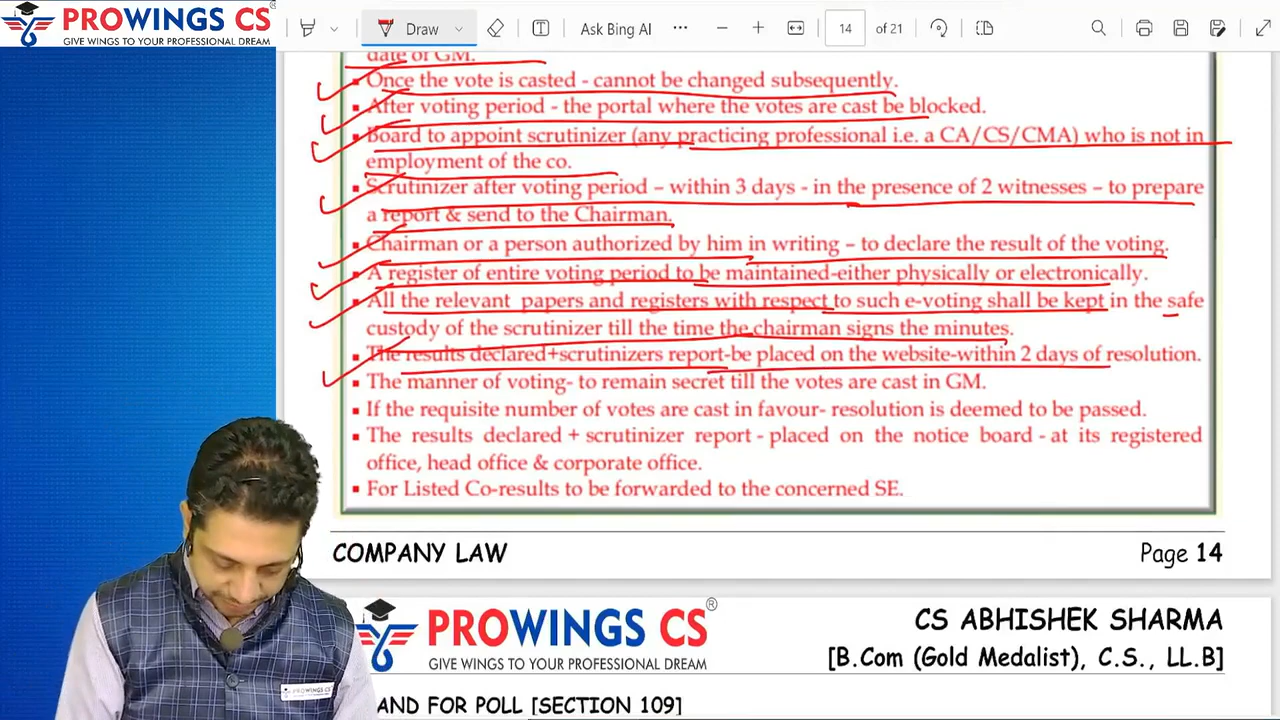 PROWINGS CS®
GIVE WINGS TO YOUR PROFESSIONAL DREAM
Draw
Ask Bing AI
14 of 21
date of GM.
▪ Once the vote is casted - cannot be changed subsequently.
▪ After voting period - the portal where the votes are cast be blocked.
▪ Board to appoint scrutinizer (any practicing professional i.e. a CA/CS/CMA) who is not in
employment of the co.
▪ Scrutinizer after voting period – within 3 days - in the presence of 2 witnesses – to prepare
a report & send to the Chairman.
▪ Chairman or a person authorized by him in writing – to declare the result of the voting.
▪ A register of entire voting period to be maintained-either physically or electronically.
▪ All the relevant papers and registers with respect to such e-voting shall be kept in the safe
custody of the scrutinizer till the time the chairman signs the minutes.
▪ The results declared+scrutinizers report-be placed on the website-within 2 days of resolution.
▪ The manner of voting- to remain secret till the votes are cast in GM.
▪ If the requisite number of votes are cast in favour- resolution is deemed to be passed.
▪ The results declared + scrutinizer report - placed on the notice board - at its registered
office, head office & corporate office.
▪ For Listed Co-results to be forwarded to the concerned SE.
COMPANY LAW
Page 14
PROWINGS CS®
GIVE WINGS TO YOUR PROFESSIONAL DREAM
CS ABHISHEK SHARMA
[B.Com (Gold Medalist), C.S., LL.B]
AND FOR POLL [SECTION 109]
PROWINGS CS